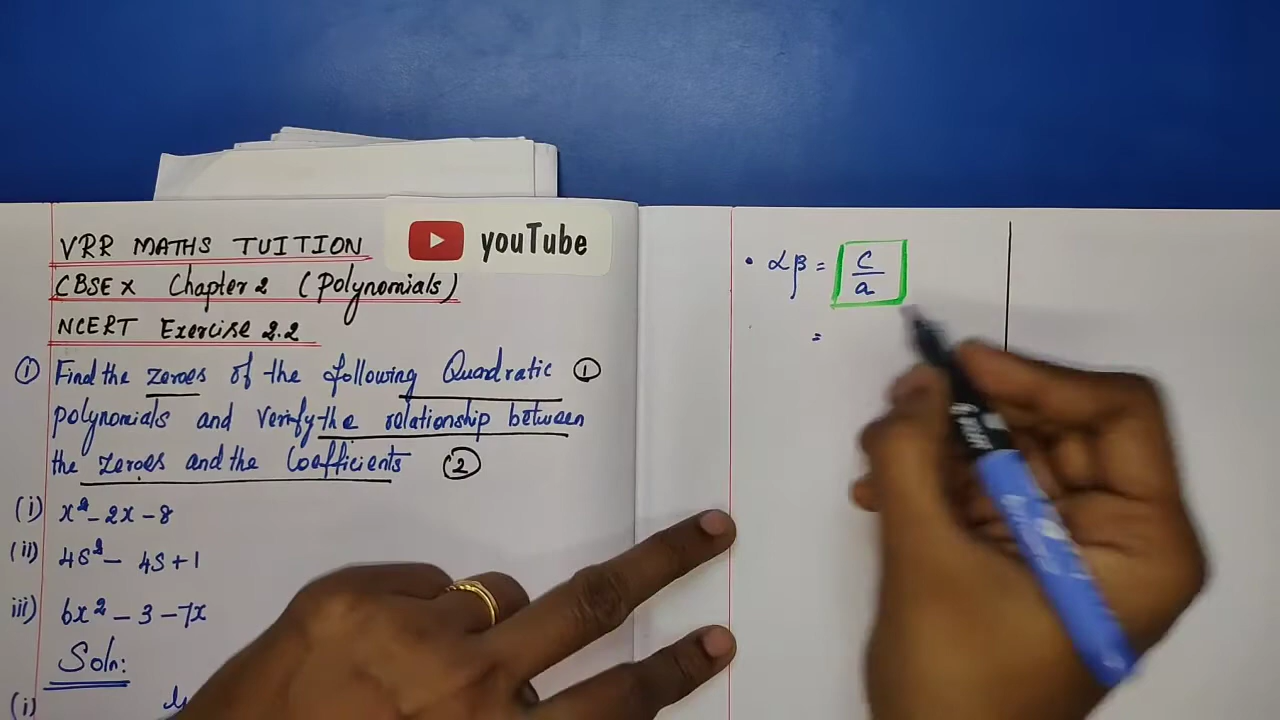 VRR MATHS TUITION
youTube
CBSE X Chapter 2 (Polynomials)
NCERT Exercise 2.2
① Find the zeroes of the following Quadratic ①
polynomials and verify the relationship between
the zeroes and the Coefficients ②
(i) x² - 2x - 8
(ii) 4s² - 4s + 1
iii) 6x² - 3 - 7x
Soln:
(i)
• αβ = c/a
=